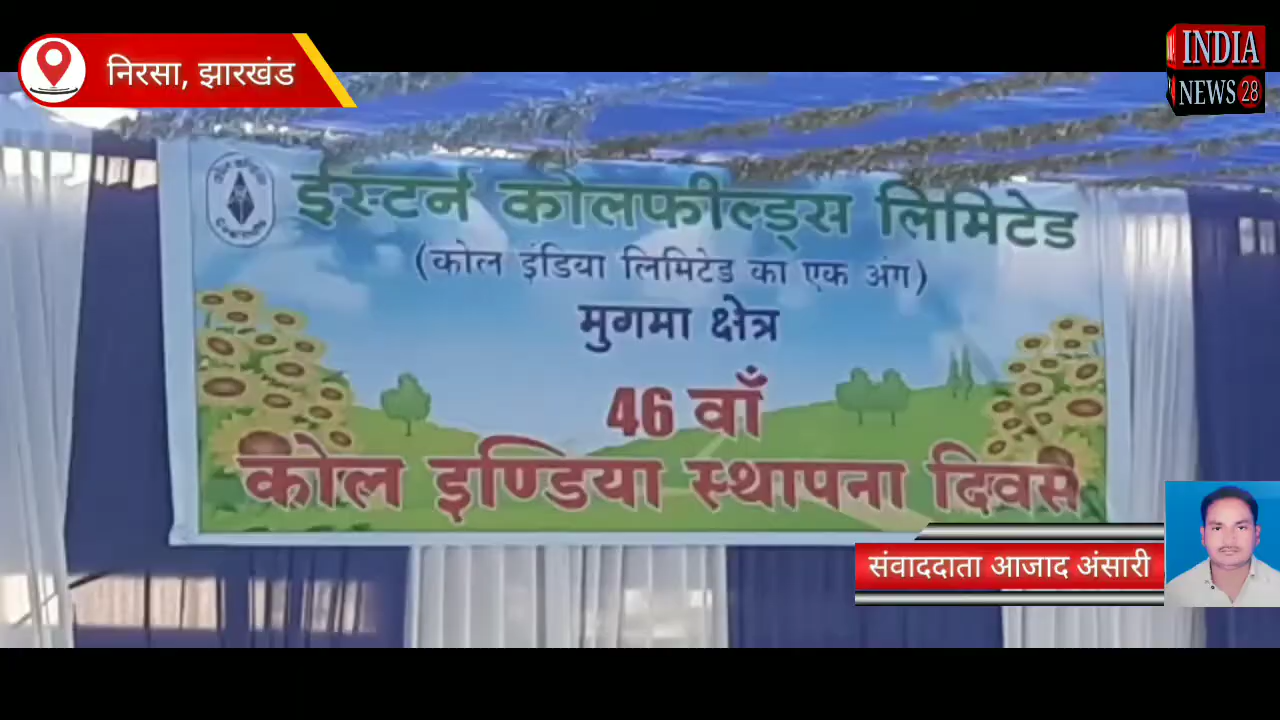 निरसा, झारखंड
INDIA
NEWS 28
ईस्टर्न कोलफील्ड्स लिमिटेड
(कोल इंडिया लिमिटेड का एक अंग)
मुगमा क्षेत्र
46 वाँ
कोल इण्डिया स्थापना दिवस
संवाददाता आजाद अंसारी